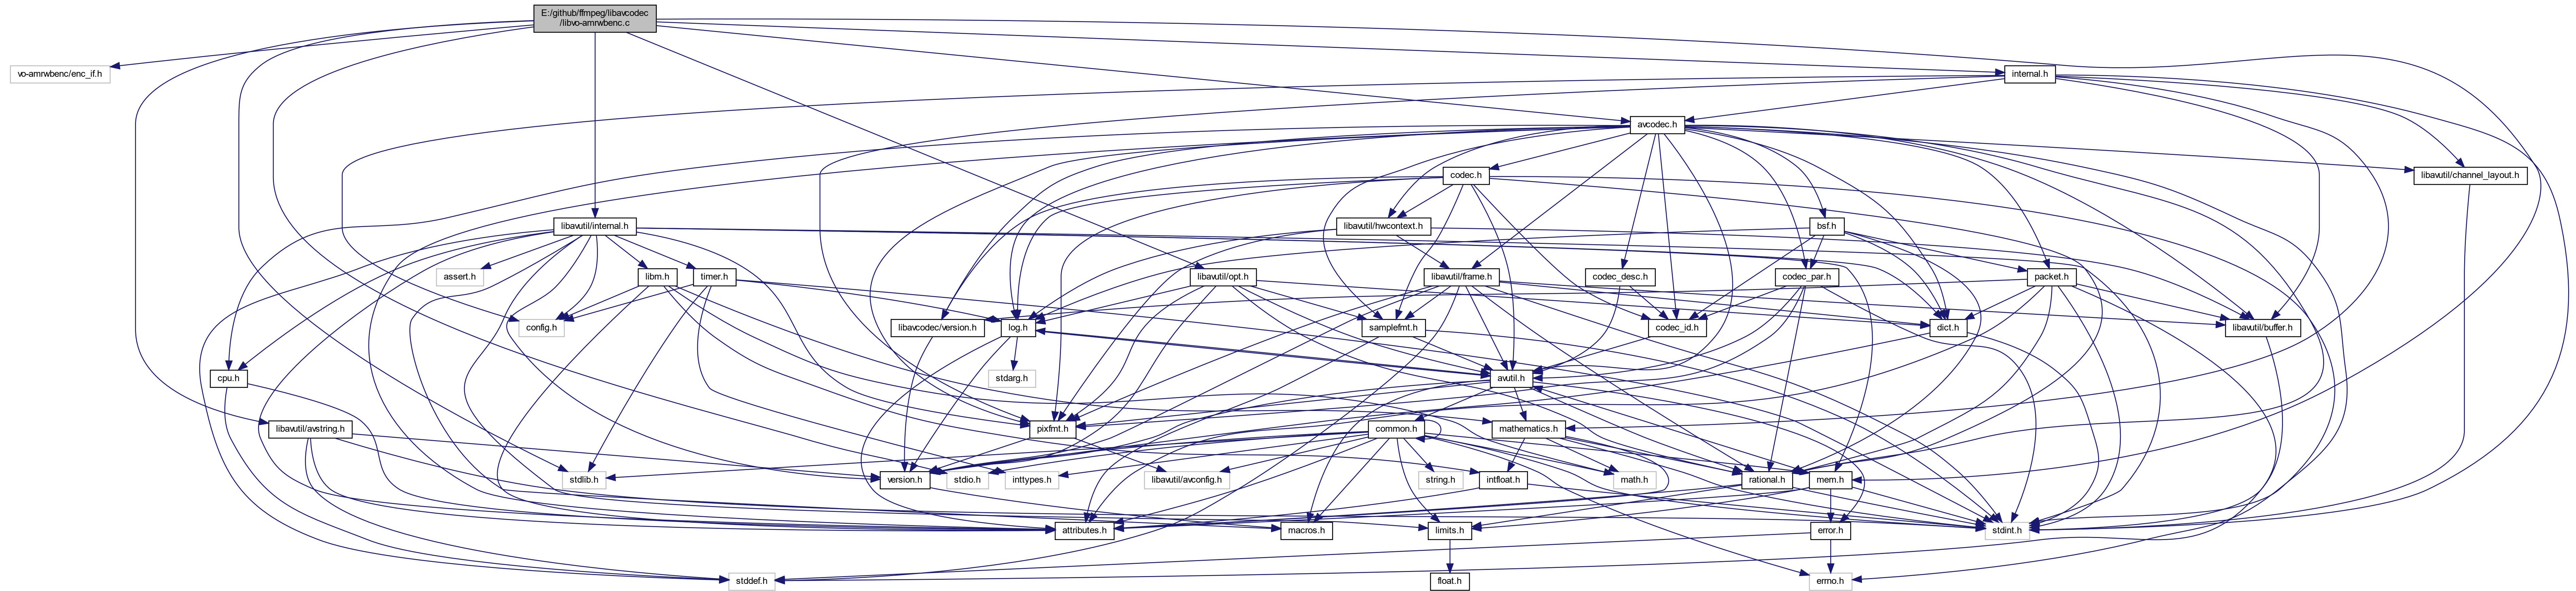 E:/github/ffmpeg/libavcodec
/libvo-amrwbenc.c
vo-amrwbenc/enc_if.h
internal.h
avcodec.h
codec.h
libavutil/channel_layout.h
libavutil/internal.h
libavutil/hwcontext.h
bsf.h
assert.h
libm.h
timer.h
libavutil/opt.h
libavutil/frame.h
codec_desc.h
codec_par.h
packet.h
config.h
libavcodec/version.h
log.h
samplefmt.h
codec_id.h
dict.h
libavutil/buffer.h
cpu.h
stdarg.h
avutil.h
libavutil/avstring.h
pixfmt.h
common.h
mathematics.h
stdlib.h
version.h
stdio.h
inttypes.h
libavutil/avconfig.h
string.h
intfloat.h
math.h
rational.h
mem.h
attributes.h
macros.h
limits.h
error.h
stdint.h
stddef.h
float.h
errno.h